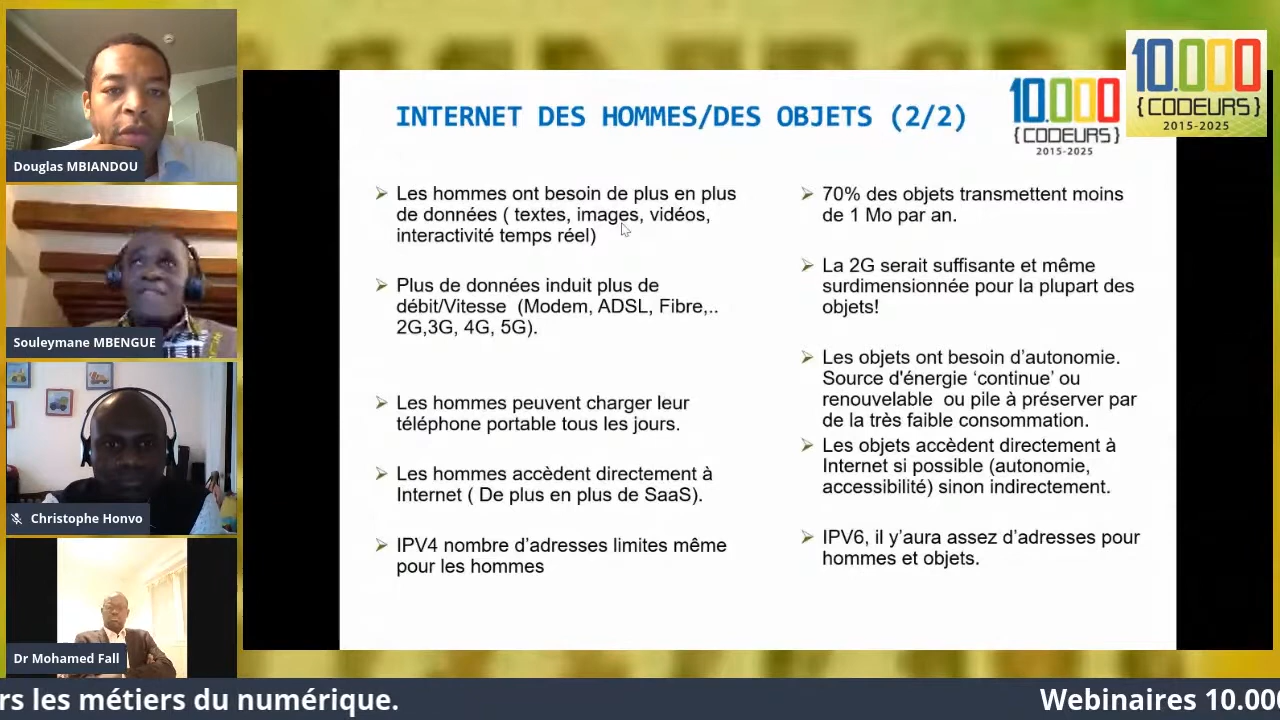 Douglas MBIANDOU
Souleymane MBENGUE
Christophe Honvo
Dr Mohamed Fall
INTERNET DES HOMMES/DES OBJETS (2/2)
10.000
{CODEURS}
2015-2025
10.000
{CODEURS}
2015-2025
Les hommes ont besoin de plus en plus
de données ( textes, images, vidéos,
interactivité temps réel)
Plus de données induit plus de
débit/Vitesse (Modem, ADSL, Fibre,..
2G,3G, 4G, 5G).
Les hommes peuvent charger leur
téléphone portable tous les jours.
Les hommes accèdent directement à
Internet ( De plus en plus de SaaS).
IPV4 nombre d'adresses limites même
pour les hommes
70% des objets transmettent moins
de 1 Mo par an.
La 2G serait suffisante et même
surdimensionnée pour la plupart des
objets!
Les objets ont besoin d'autonomie.
Source d'énergie 'continue' ou
renouvelable ou pile à préserver par
de la très faible consommation.
Les objets accèdent directement à
Internet si possible (autonomie,
accessibilité) sinon indirectement.
IPV6, il y'aura assez d'adresses pour
hommes et objets.
rs les métiers du numérique.
Webinaires 10.000